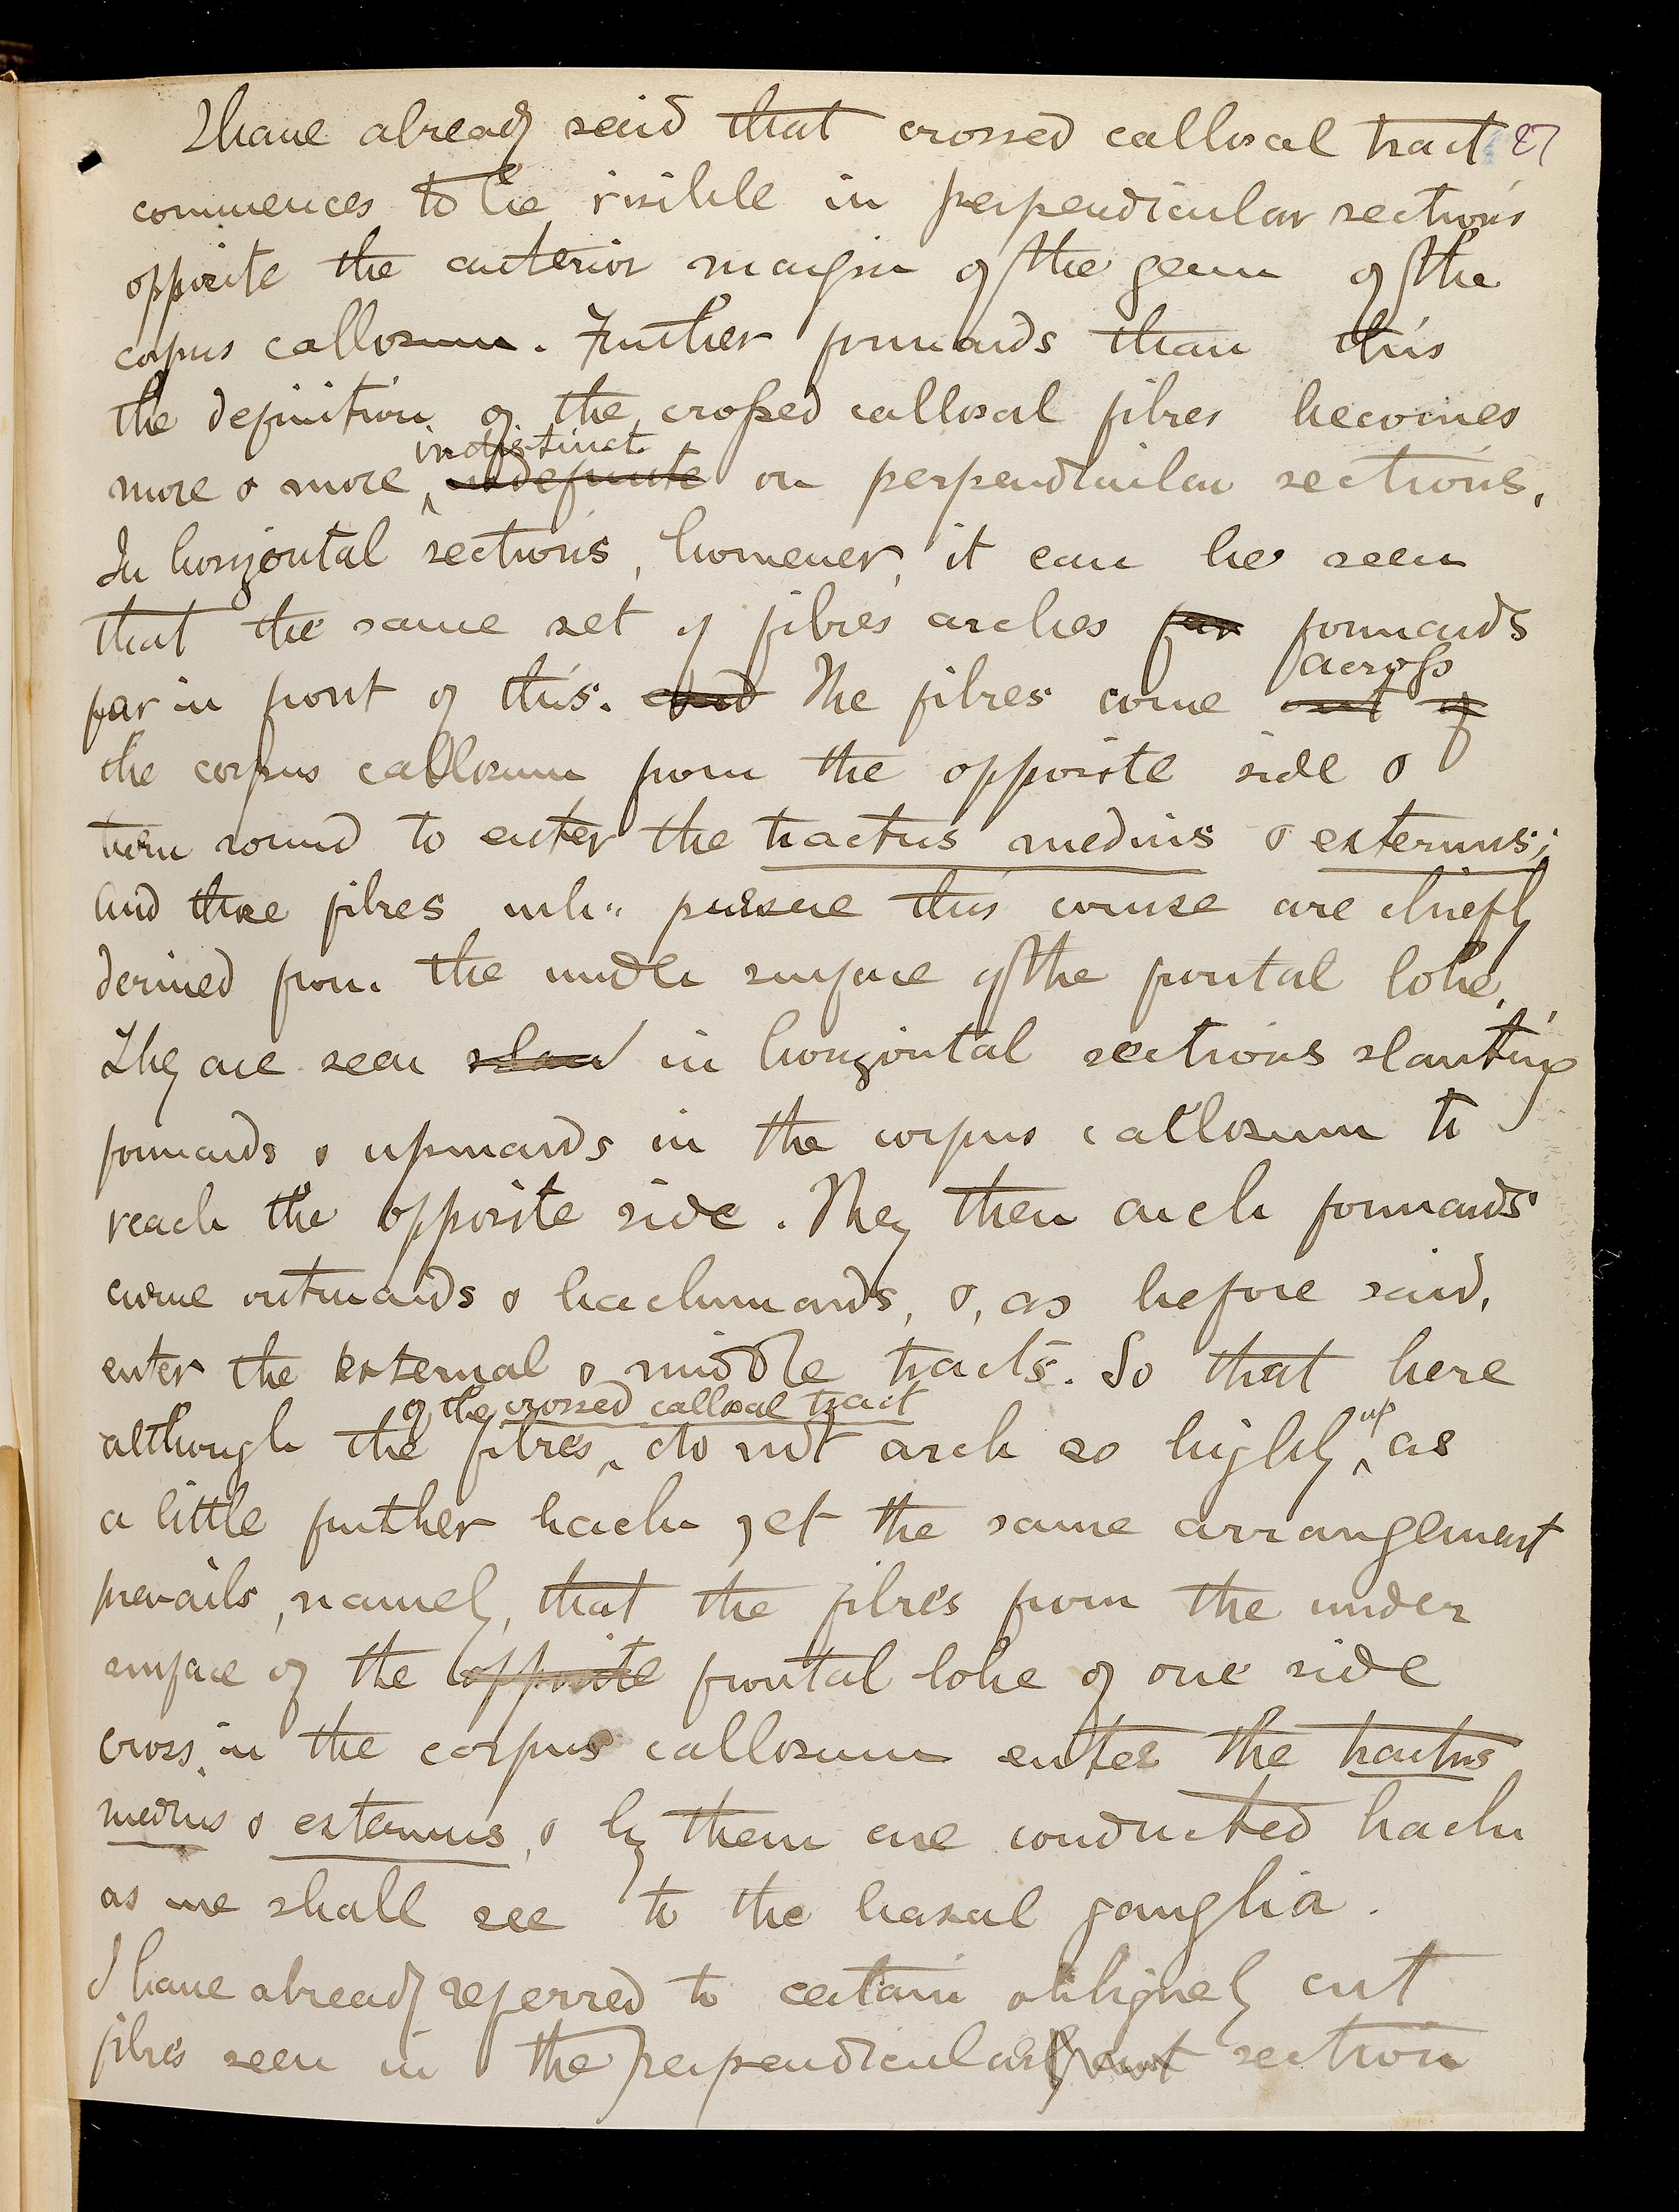 I have already said that crossed callosal tract 27
commences to be visible in perpendicular sections
opposite the anterior margin of the genu of the
corpus callosum. Further forwards than this
the definition of the crossed callosal fibres becomes
indistinct
more & more indefinite on perpendicular sections.
In horizontal sections, however, it can be seen
that the same set of fibres arches far forwards
across
far in front of this. and The fibres come out of
the corpus callosum from the opposite side &
turn round to enter the tractus medius & externus;
and those fibres wh.. pursue this course are chiefly
derived from the under surface of the frontal lobe.
They are seen in horizontal sections slanting
forwards & upwards in the corpus callosum to
reach the opposite side. They then arch forwards
curve outwards & backwards, &, as before said,
enter the external & middle tracts. So that here
of the crossed callosal tract
although the fibres do not arch so highly up as
a little further back yet the same arrangement
prevails, namely, that the fibres from the under
surface of the opposite frontal lobe of one side
cross in the corpus callosum enter the tractus
medius & externus, & by them are conducted back
as we shall see to the basal ganglia.
I have already referred to certain obliquely cut
fibres seen in the perpendicular section